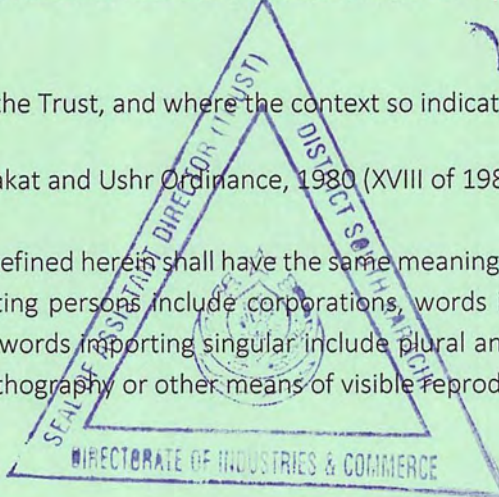 the Trust, and where the context so indicat
akat and Ushr Ordinance, 1980 (XVIII of 198
efined herein shall have the same meaning
ting persons include corporations, words
words importing singular include plural an
thography or other means of visible reprod
SEAL OF ASSISTANT DIRECTOR (TRUST)
DISTRICT SOUTH KARACHI
DIRECTORATE OF INDUSTRIES & COMMERCE